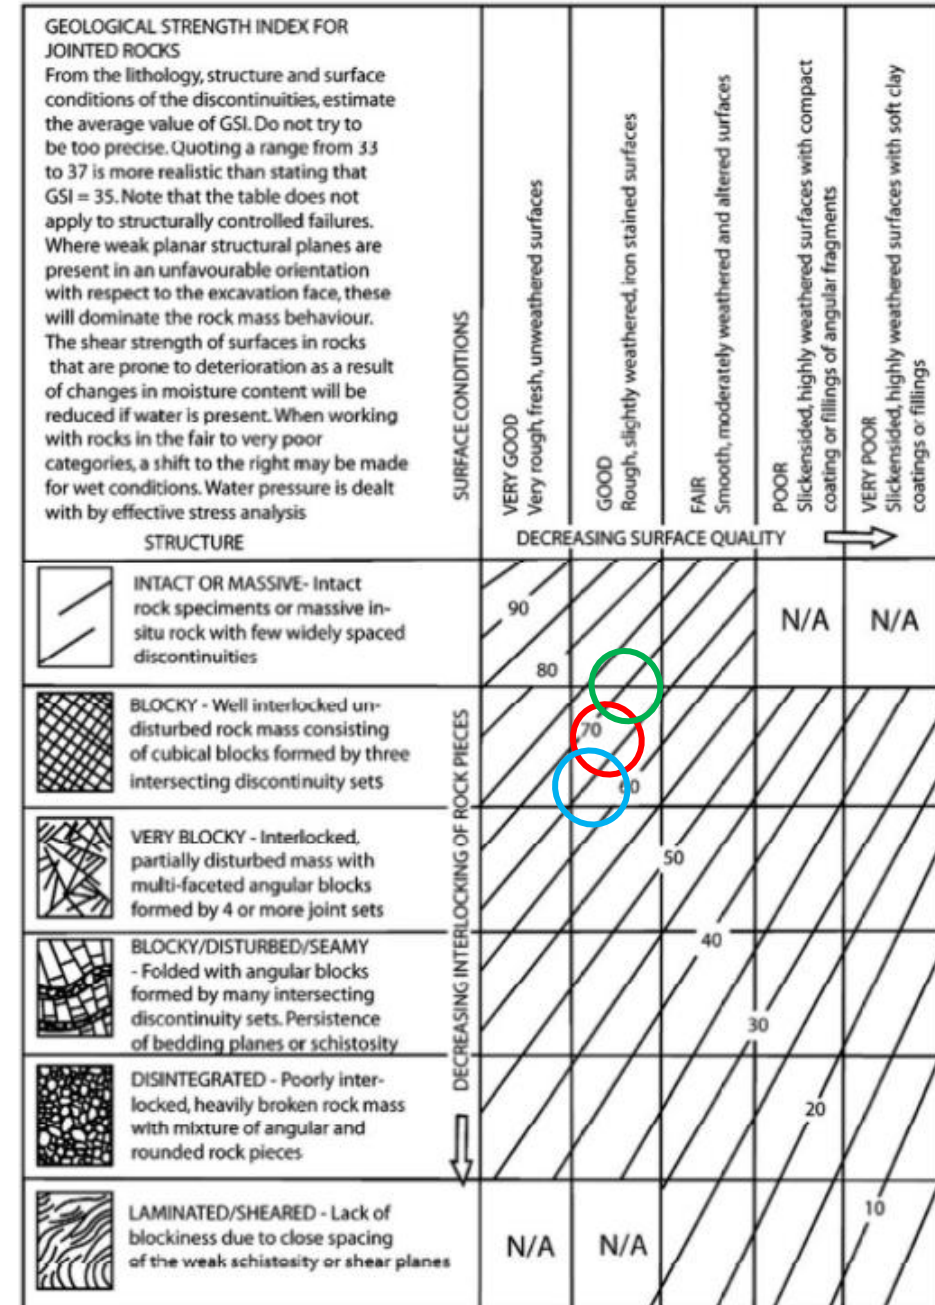 GEOLOGICAL STRENGTH INDEX FOR
JOINTED ROCKS
From the lithology, structure and surface
conditions of the discontinuities, estimate
the average value of GSI. Do not try to
be too precise. Quoting a range from 33
to 37 is more realistic than stating that
GSI = 35. Note that the table does not
apply to structurally controlled failures.
Where weak planar structural planes are
present in an unfavourable orientation
with respect to the excavation face, these
will dominate the rock mass behaviour.
The shear strength of surfaces in rocks
that are prone to deterioration as a result
of changes in moisture content will be
reduced if water is present. When working
with rocks in the fair to very poor
categories, a shift to the right may be made
for wet conditions. Water pressure is dealt
with by effective stress analysis
STRUCTURE
SURFACE CONDITIONS
VERY GOOD
Very rough, fresh, unweathered surfaces
GOOD
Rough, slightly weathered, iron stained surfaces
FAIR
Smooth, moderately weathered and altered surfaces
POOR
Slickensided, highly weathered surfaces with compact
coating or fillings of angular fragments
VERY POOR
Slickensided, highly weathered surfaces with soft clay
coatings or fillings
DECREASING SURFACE QUALITY
INTACT OR MASSIVE- Intact
rock speciments or massive in-
situ rock with few widely spaced
discontinuities
90
80
N/A
N/A
DECREASING INTERLOCKING OF ROCK PIECES
BLOCKY - Well interlocked un-
disturbed rock mass consisting
of cubical blocks formed by three
intersecting discontinuity sets
70
60
VERY BLOCKY - Interlocked,
partially disturbed mass with
multi-faceted angular blocks
formed by 4 or more joint sets
50
40
BLOCKY/DISTURBED/SEAMY
- Folded with angular blocks
formed by many intersecting
discontinuity sets. Persistence
of bedding planes or schistosity
30
DISINTEGRATED - Poorly inter-
locked, heavily broken rock mass
with mixture of angular and
rounded rock pieces
20
LAMINATED/SHEARED - Lack of
blockiness due to close spacing
of the weak schistosity or shear planes
N/A
N/A
10